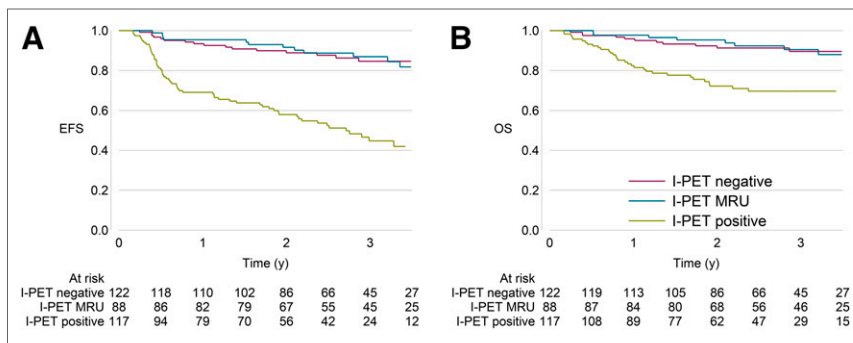 A
1.0
0.8
0.6
EFS
0.4
0.2
0.0
0 1 2 3
Time (y)
At risk
I-PET negative 122 118 110 102 86 66 45 27
I-PET MRU 88 86 82 79 67 55 45 25
I-PET positive 117 94 79 70 56 42 24 12
B
1.0
0.8
0.6
OS
0.4
0.2
0.0
I-PET negative
I-PET MRU
I-PET positive
0 1 2 3
Time (y)
At risk
I-PET negative 122 119 113 105 86 66 45 27
I-PET MRU 88 87 84 80 68 56 46 25
I-PET positive 117 108 89 77 62 47 29 15